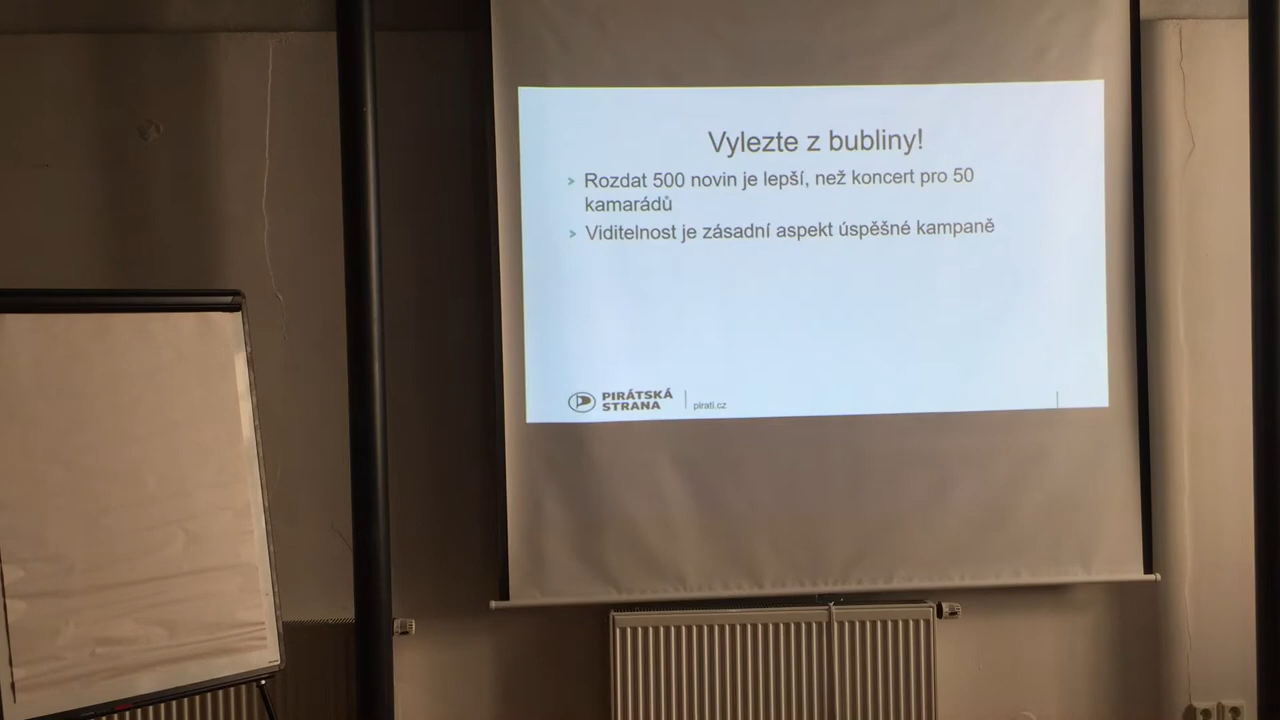 Vylezte z bubliny!
Rozdat 500 novin je lepší, než koncert pro 50
kamarádů
Viditelnost je zásadní aspekt úspěšné kampaně
PIRÁTSKÁ
STRANA
pirati.cz